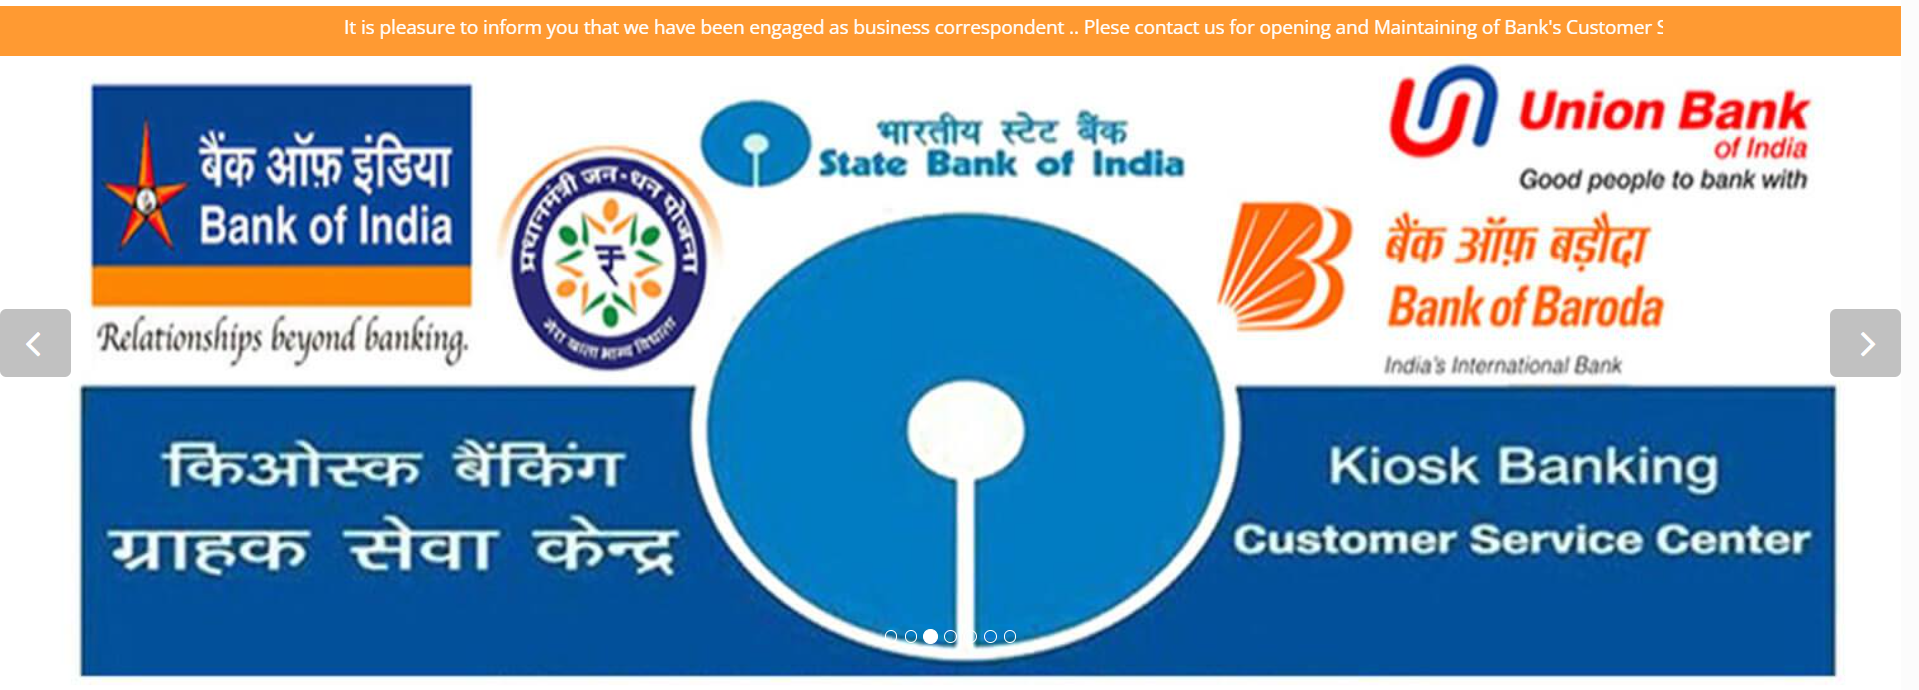 It is pleasure to inform you that we have been engaged as business correspondent .. Plese contact us for opening and Maintaining of Bank's Customer
बैंक ऑफ़ इंडिया
Bank of India
Relationships beyond banking.
प्रधानमंत्री जन-धन योजना
मेरा खाता भाग्य विधाता
भारतीय स्टेट बैंक
State Bank of India
Union Bank
of India
Good people to bank with
बैंक ऑफ़ बड़ौदा
Bank of Baroda
India's International Bank
किओस्क बैंकिंग
ग्राहक सेवा केन्द्र
Kiosk Banking
Customer Service Center